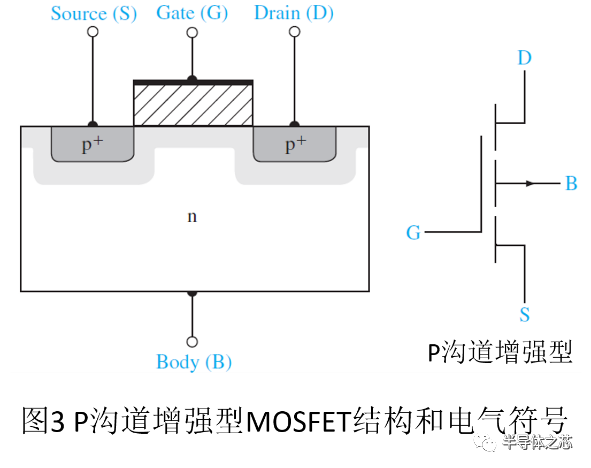 Source (S) Gate (G) Drain (D)
D
p+ p+
B
n
G
S
Body (B)
P沟道增强型
图3 P沟道增强型MOSFET结构和电气符号
半导体之芯